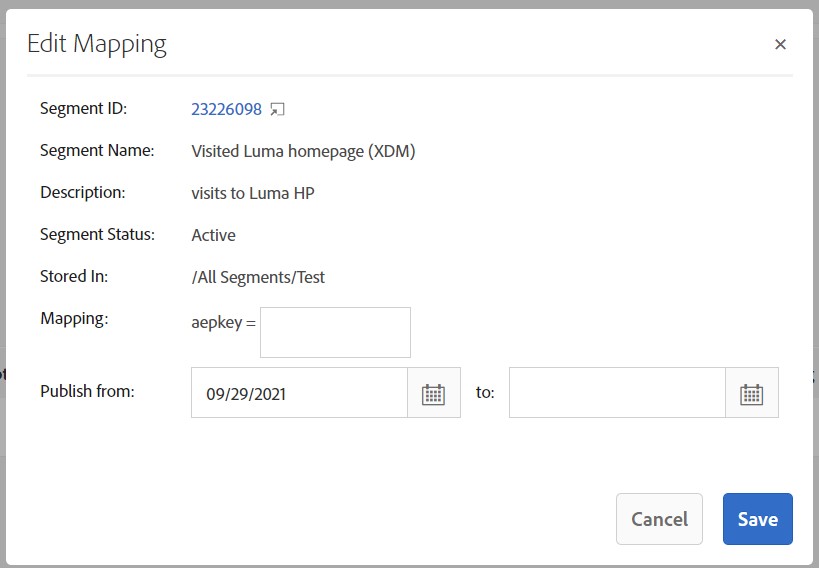 Edit Mapping ×
Segment ID: 23226098
Segment Name: Visited Luma homepage (XDM)
Description: visits to Luma HP
Segment Status: Active
Stored In: /All Segments/Test
Mapping: aepkey =
Publish from: 09/29/2021 to:
Cancel Save